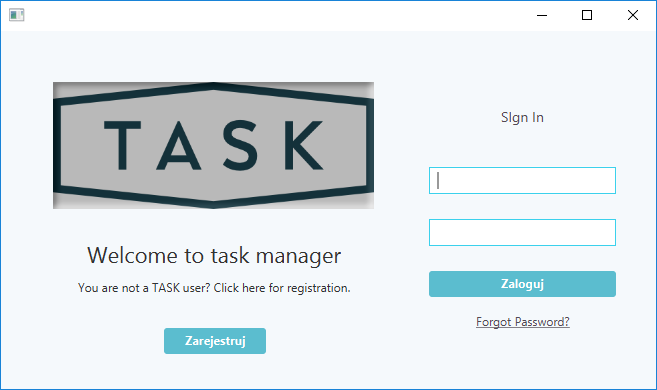 TASK
Welcome to task manager
You are not a TASK user? Click here for registration.
Zarejestruj
SIgn In
Zaloguj
Forgot Password?